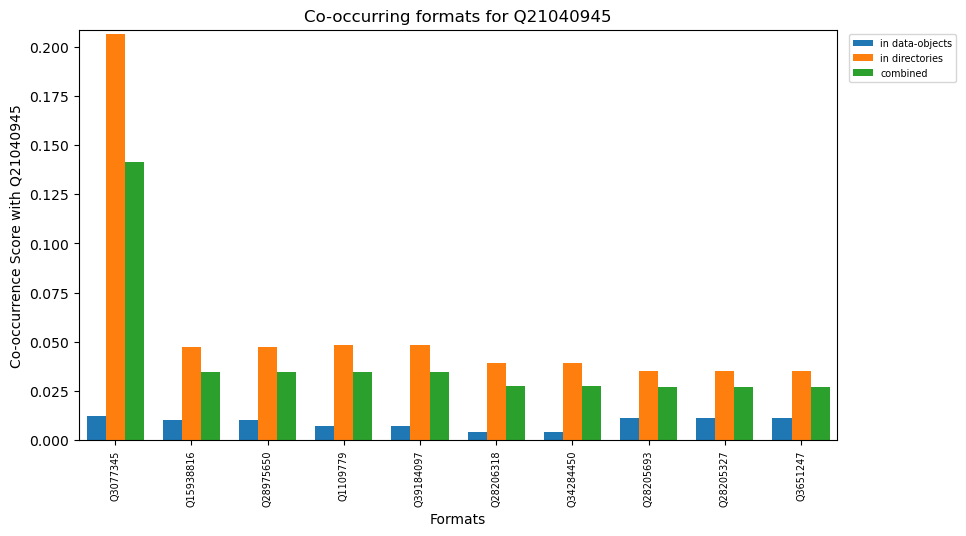 Co-occurring formats for Q21040945
Co-occurrence Score with Q21040945
0.200
0.175
0.150
0.125
0.100
0.075
0.050
0.025
0.000
in data-objects
in directories
combined
Q3077345
Q15938816
Q28975650
Q1109779
Q39184097
Q28206318
Q34284450
Q28205693
Q28205327
Q3651247
Formats